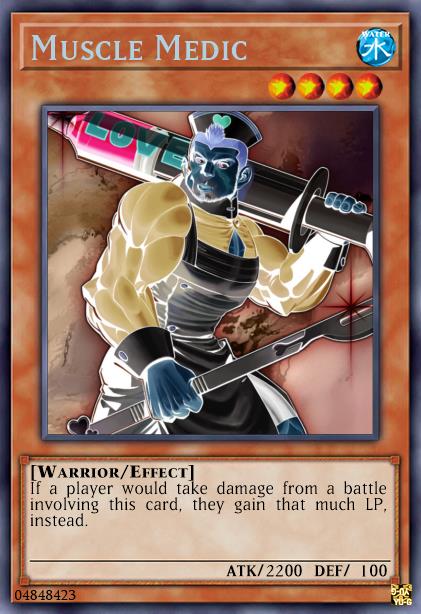 MUSCLE MEDIC
WATER
水
LOVE
[WARRIOR/EFFECT]
If a player would take damage from a battle
involving this card, they gain that much LP,
instead.
ATK/2200 DEF/ 100
04848423